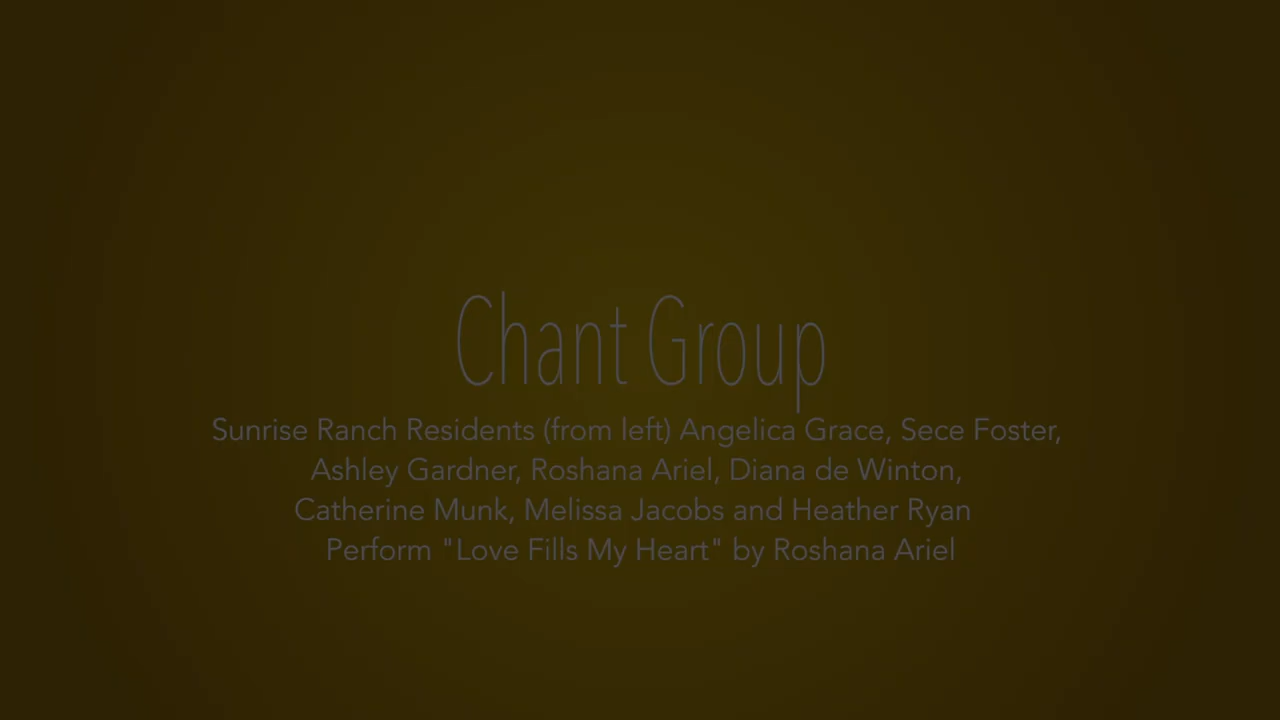 Chant Group
Sunrise Ranch Residents (from left) Angelica Grace, Sece Foster,
Ashley Gardner, Roshana Ariel, Diana de Winton,
Catherine Munk, Melissa Jacobs and Heather Ryan
Perform "Love Fills My Heart" by Roshana Ariel